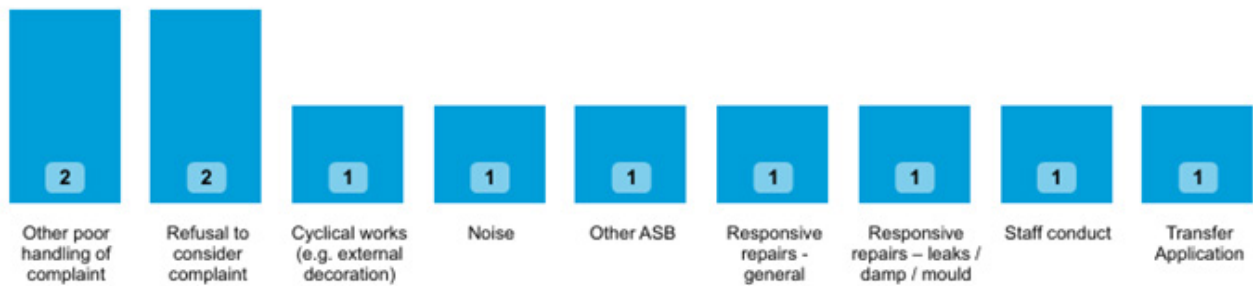 2
2
1
1
1
1
1
1
1
Other poor
handling of
complaint
Refusal to
consider
complaint
Cyclical works
(e.g. external
decoration)
Noise
Other ASB
Responsive
repairs -
general
Responsive
repairs – leaks /
damp / mould
Staff conduct
Transfer
Application